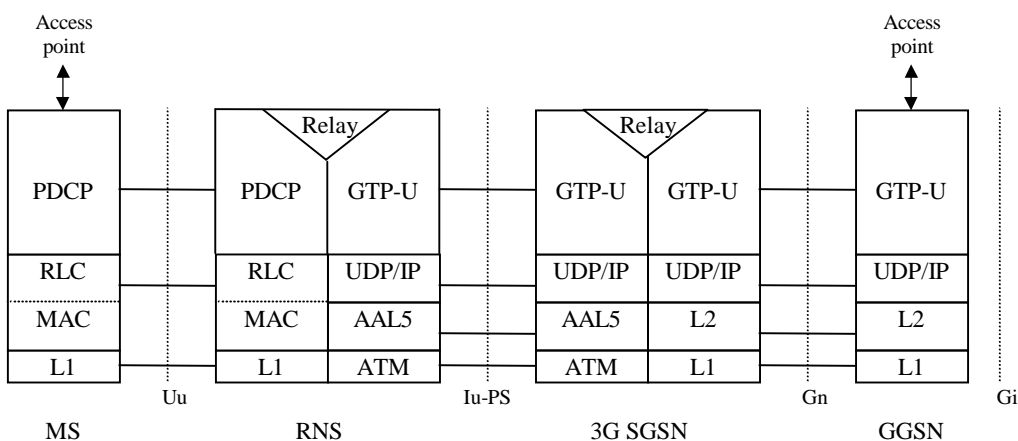 Access
point
Access
point
Relay
Relay
PDCP
PDCP
GTP-U
GTP-U
GTP-U
GTP-U
RLC
RLC
UDP/IP
UDP/IP
UDP/IP
UDP/IP
MAC
MAC
AAL5
AAL5
L2
L2
L1
L1
ATM
ATM
L1
L1
Uu
Iu-PS
Gn
Gi
MS
RNS
3G SGSN
GGSN